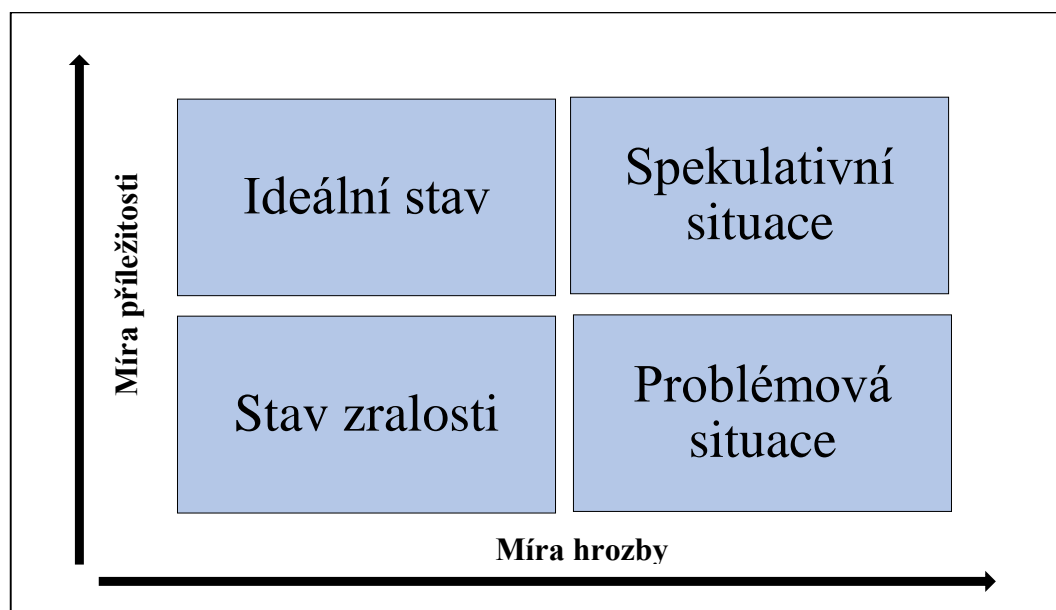 Míra příležitosti
Ideální stav
Spekulativní
situace
Stav zralosti
Problémová
situace
Míra hrozby